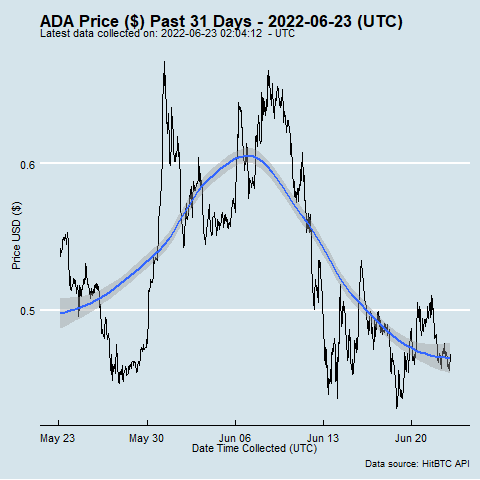 ADA Price ($) Past 31 Days - 2022-06-23 (UTC)
Latest data collected on: 2022-06-23 02:04:12 - UTC
Price USD ($)
0.6
0.5
May 23
May 30
Jun 06
Jun 13
Jun 20
Date Time Collected (UTC)
Data source: HitBTC API